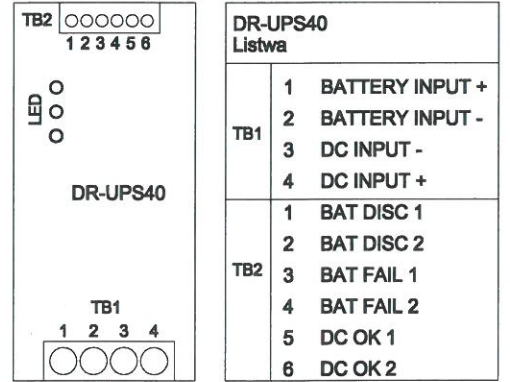 TB2
1 2 3 4 5 6
LED
DR-UPS40
TB1
1 2 3 4
DR-UPS40
Listwa
TB1
1 BATTERY INPUT +
2 BATTERY INPUT -
3 DC INPUT -
4 DC INPUT +
TB2
1 BAT DISC 1
2 BAT DISC 2
3 BAT FAIL 1
4 BAT FAIL 2
5 DC OK 1
6 DC OK 2